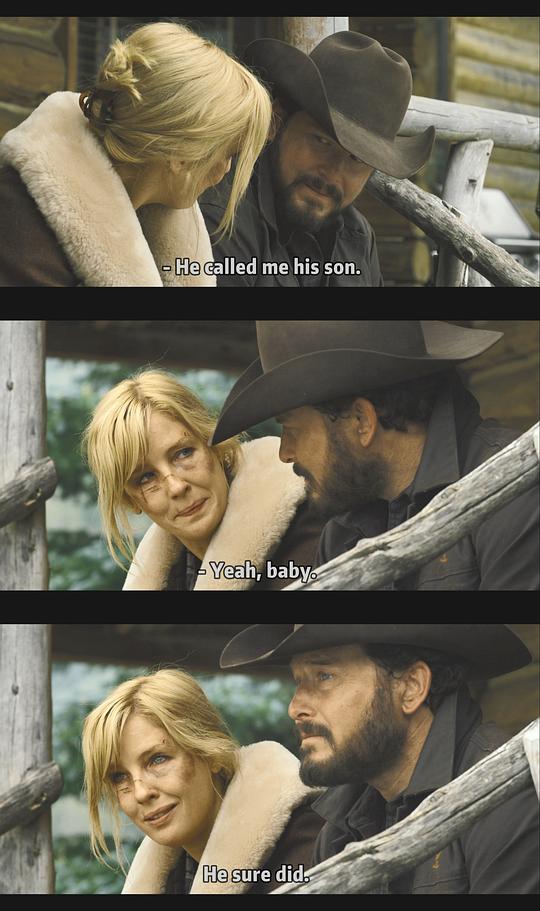 - He called me his son.
- Yeah, baby.
He sure did.